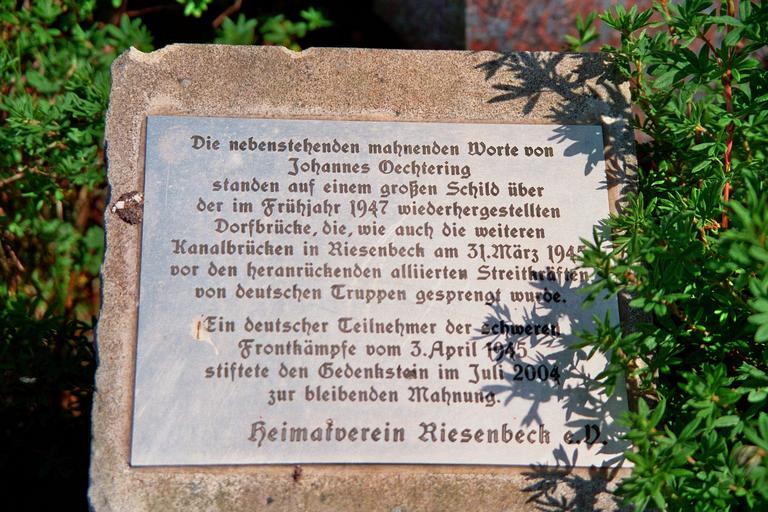 Die nebenstehenden mahnenden Worte von
Johannes Oechtering
standen auf einem großen Schild über
der im Frühjahr 1947 wiederhergestellten
Dorfbrücke, die, wie auch die weiteren
Kanalbrücken in Riesenbeck am 31.März 1945
vor den heranrückenden alliierten Streitkräften
von deutschen Truppen gesprengt wurde.
Ein deutscher Teilnehmer der schweren
Frontkämpfe vom 3.April 1945
stiftete den Gedenkstein im Juli 2004
zur bleibenden Mahnung.
Heimatverein Riesenbeck e.V.